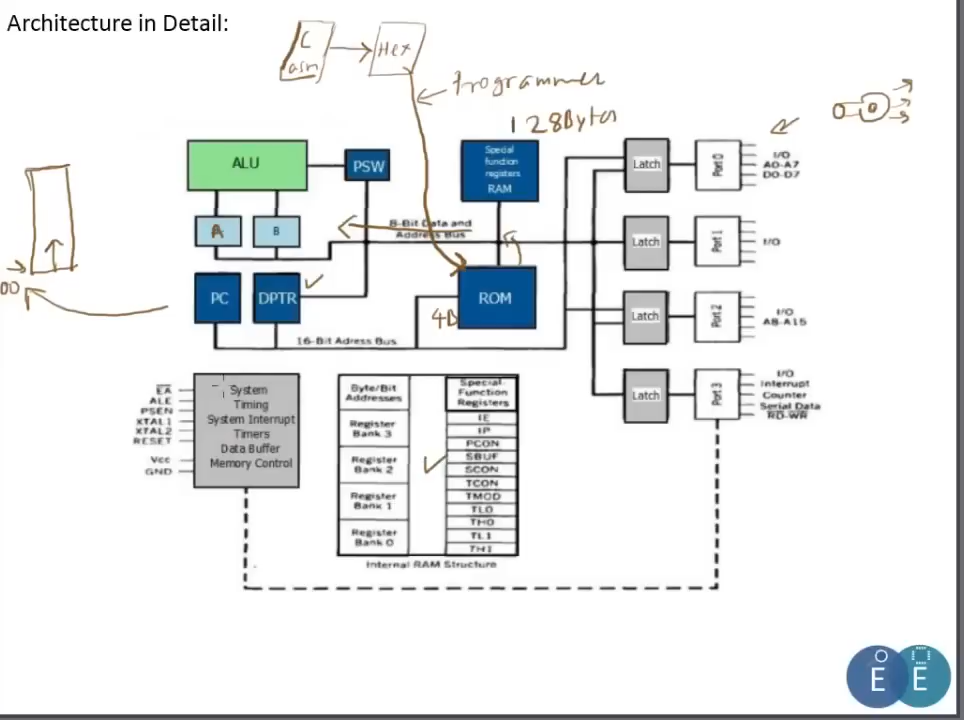 Architecture in Detail:
C
asm
Hex
Programmer
128Bytes
ALU
PSW
Special
function
registers
RAM
Latch
Port 0
I/O
A0-A7
D0-D7
A
B
8-Bit Data and
Address Bus
Latch
Port 1
I/O
00
PC
DPTR
ROM
4B
Latch
Port 2
I/O
A8-A15
16-Bit Adress Bus
EA
ALE
PSEN
XTAL1
XTAL2
RESET
Vcc
GND
System
Timing
System Interrupt
Timers
Data Buffer
Memory Control
Byte/Bit
Addresses
Register
Bank 3
Register
Bank 2
Register
Bank 1
Register
Bank 0
Special-
Function
Registers
IE
IP
PCON
SBUF
SCON
TCON
TMOD
TL0
TH0
TL1
TH1
Internal RAM Structure
Latch
Port 3
I/O
Interrupt
Counter
Serial Data
RD-WR
E E